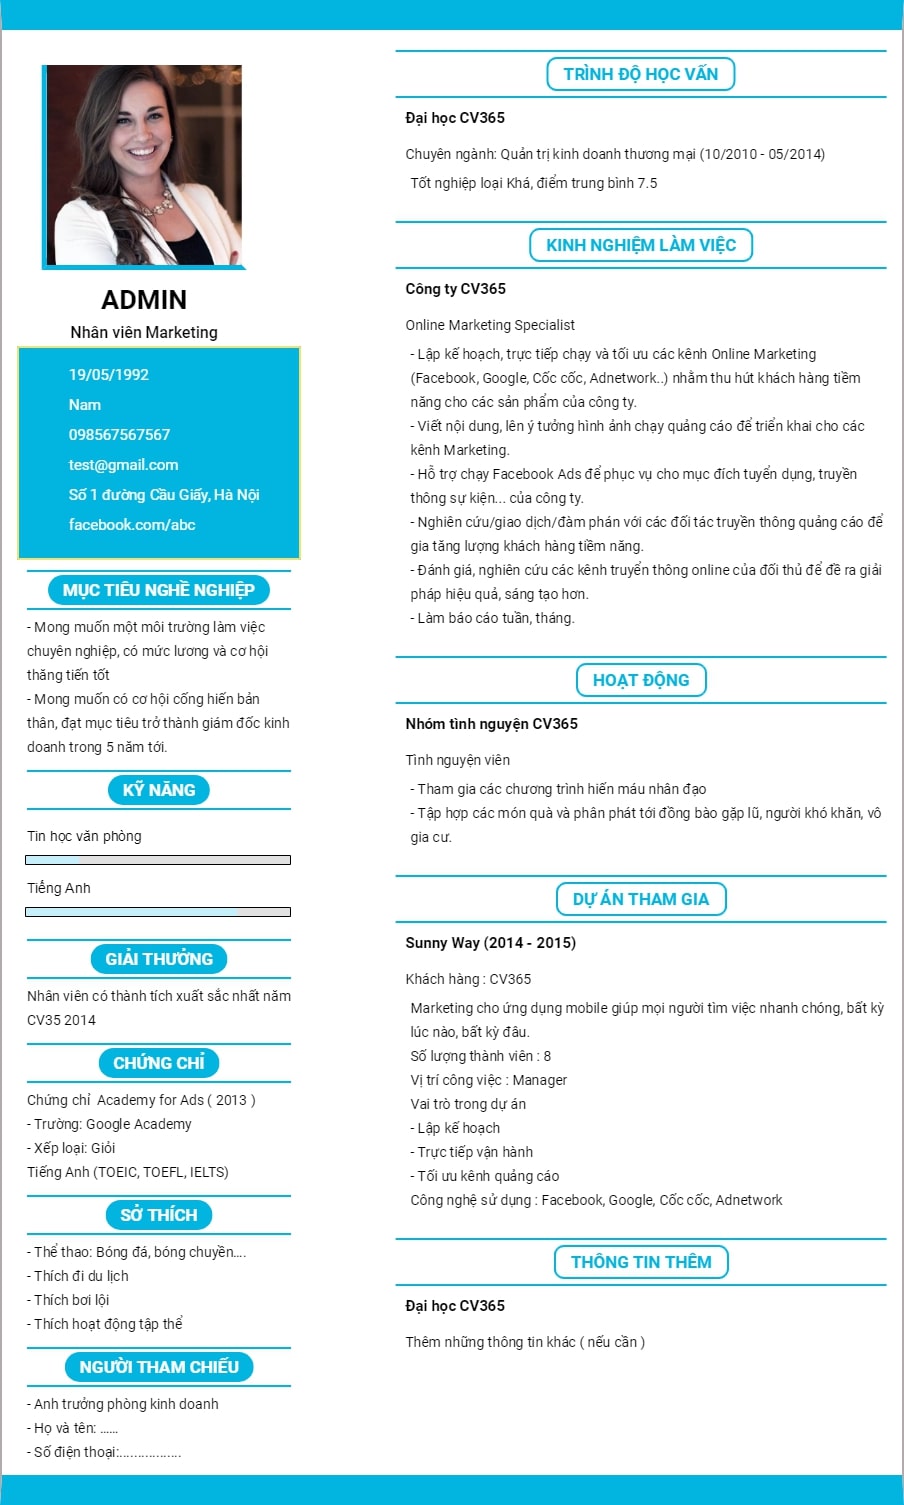 ADMIN
Nhân viên Marketing
19/05/1992
Nam
098567567567
test@gmail.com
Số 1 đường Cầu Giấy, Hà Nội
facebook.com/abc
MỤC TIÊU NGHỀ NGHIỆP
- Mong muốn một môi trường làm việc
chuyên nghiệp, có mức lương và cơ hội
thăng tiến tốt
- Mong muốn có cơ hội cống hiến bản
thân, đạt mục tiêu trở thành giám đốc kinh
doanh trong 5 năm tới.
KỸ NĂNG
Tin học văn phòng
Tiếng Anh
GIẢI THƯỞNG
Nhân viên có thành tích xuất sắc nhất năm
CV35 2014
CHỨNG CHỈ
Chứng chỉ  Academy for Ads ( 2013 )
- Trường: Google Academy
- Xếp loại: Giỏi
Tiếng Anh (TOEIC, TOEFL, IELTS)
SỞ THÍCH
- Thể thao: Bóng đá, bóng chuyền....
- Thích đi du lịch
- Thích bơi lội
- Thích hoạt động tập thể
NGƯỜI THAM CHIẾU
- Anh trưởng phòng kinh doanh
- Họ và tên: ......
- Số điện thoại:.................
TRÌNH ĐỘ HỌC VẤN
Đại học CV365
Chuyên ngành: Quản trị kinh doanh thương mại (10/2010 - 05/2014)
Tốt nghiệp loại Khá, điểm trung bình 7.5
KINH NGHIỆM LÀM VIỆC
Công ty CV365
Online Marketing Specialist
- Lập kế hoạch, trực tiếp chạy và tối ưu các kênh Online Marketing
(Facebook, Google, Cốc cốc, Adnetwork..) nhằm thu hút khách hàng tiềm
năng cho các sản phẩm của công ty.
- Viết nội dung, lên ý tưởng hình ảnh chạy quảng cáo để triển khai cho các
kênh Marketing.
- Hỗ trợ chạy Facebook Ads để phục vụ cho mục đích tuyển dụng, truyền
thông sự kiện... của công ty.
- Nghiên cứu/giao dịch/đàm phán với các đối tác truyền thông quảng cáo để
gia tăng lượng khách hàng tiềm năng.
- Đánh giá, nghiên cứu các kênh truyển thông online của đối thủ để đề ra giải
pháp hiệu quả, sáng tạo hơn.
- Làm báo cáo tuần, tháng.
HOẠT ĐỘNG
Nhóm tình nguyện CV365
Tình nguyện viên
- Tham gia các chương trình hiến máu nhân đạo
- Tập hợp các món quà và phân phát tới đồng bào gặp lũ, người khó khăn, vô
gia cư.
DỰ ÁN THAM GIA
Sunny Way (2014 - 2015)
Khách hàng : CV365
Marketing cho ứng dụng mobile giúp mọi người tìm việc nhanh chóng, bất kỳ
lúc nào, bất kỳ đâu.
Số lượng thành viên : 8
Vị trí công việc : Manager
Vai trò trong dự án
- Lập kế hoạch
- Trực tiếp vận hành
- Tối ưu kênh quảng cáo
Công nghệ sử dụng : Facebook, Google, Cốc cốc, Adnetwork
THÔNG TIN THÊM
Đại học CV365
Thêm những thông tin khác ( nếu cần )